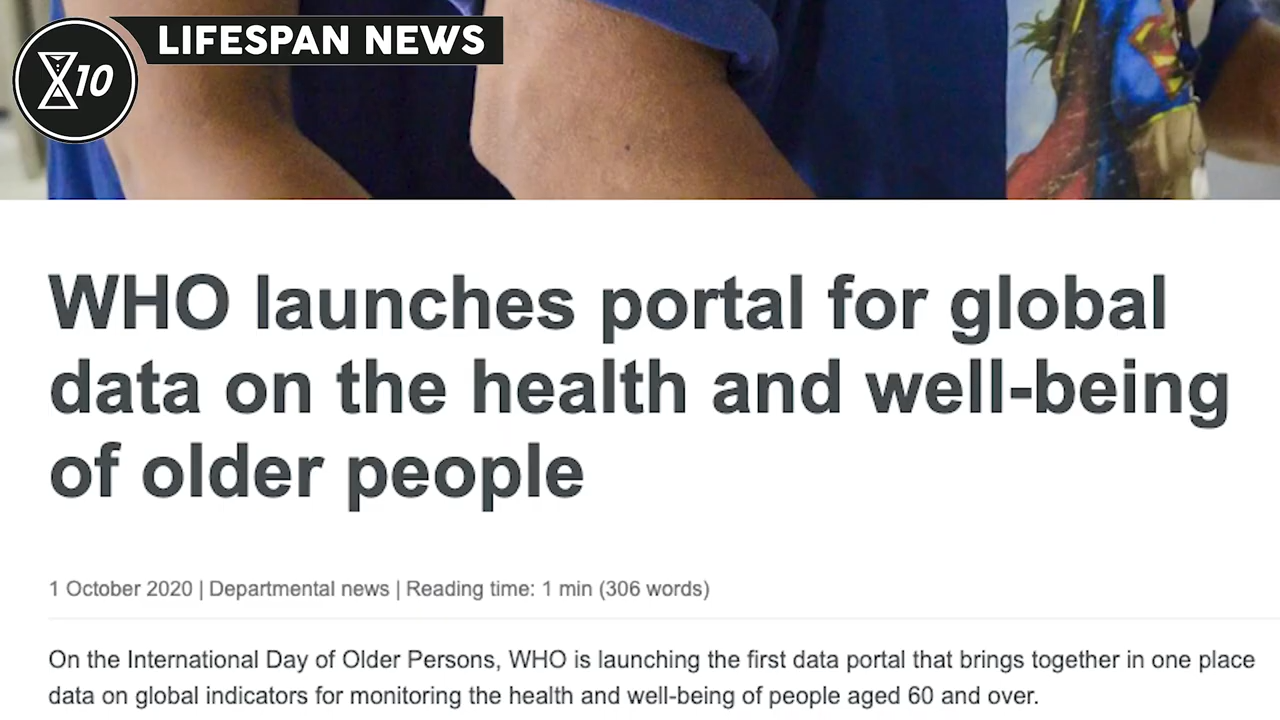 LIFESPAN NEWS
X10
WHO launches portal for global
data on the health and well-being
of older people
1 October 2020 | Departmental news | Reading time: 1 min (306 words)
On the International Day of Older Persons, WHO is launching the first data portal that brings together in one place
data on global indicators for monitoring the health and well-being of people aged 60 and over.